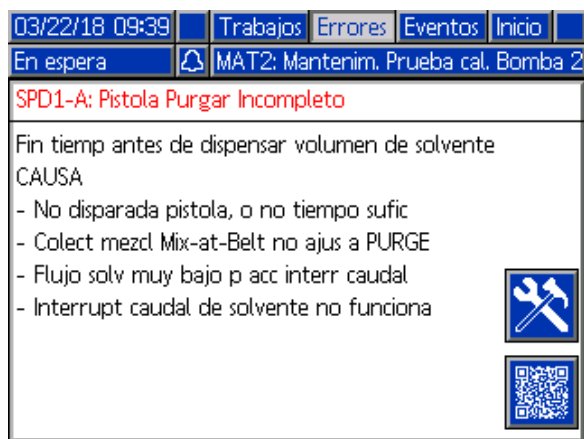 03/22/18 09:39 Trabajos Errores Eventos Inicio
En espera MAT2: Mantenim. Prueba cal. Bomba 2
SPD1-A: Pistola Purgar Incompleto
Fin tiemp antes de dispensar volumen de solvente
CAUSA
- No disparada pistola, o no tiempo sufic
- Colect mezcl Mix-at-Belt no ajus a PURGE
- Flujo solv muy bajo p acc interr caudal
- Interrupt caudal de solvente no funciona